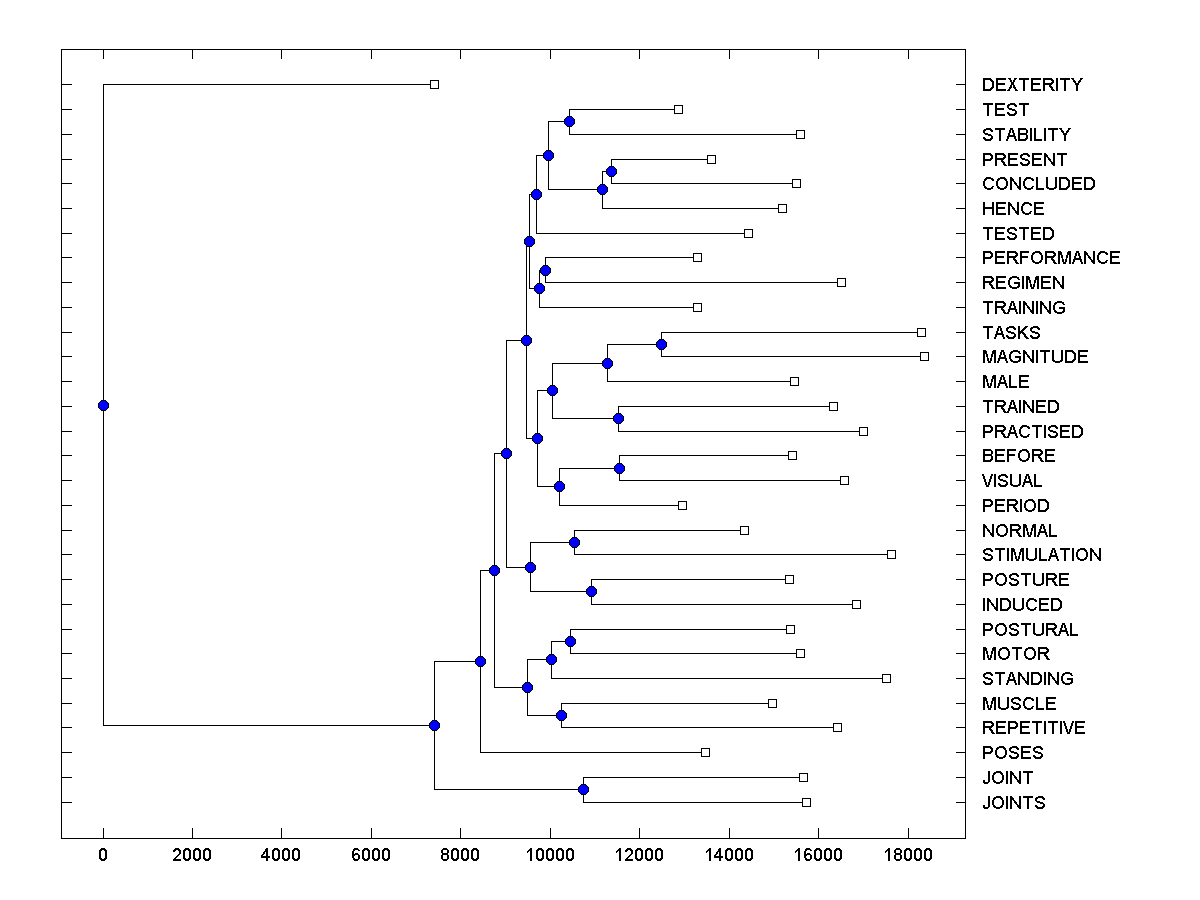 DEXTERITY
TEST
STABILITY
PRESENT
CONCLUDED
HENCE
TESTED
PERFORMANCE
REGIMEN
TRAINING
TASKS
MAGNITUDE
MALE
TRAINED
PRACTISED
BEFORE
VISUAL
PERIOD
NORMAL
STIMULATION
POSTURE
INDUCED
POSTURAL
MOTOR
STANDING
MUSCLE
REPETITIVE
POSES
JOINT
JOINTS
0 2000 4000 6000 8000 10000 12000 14000 16000 18000